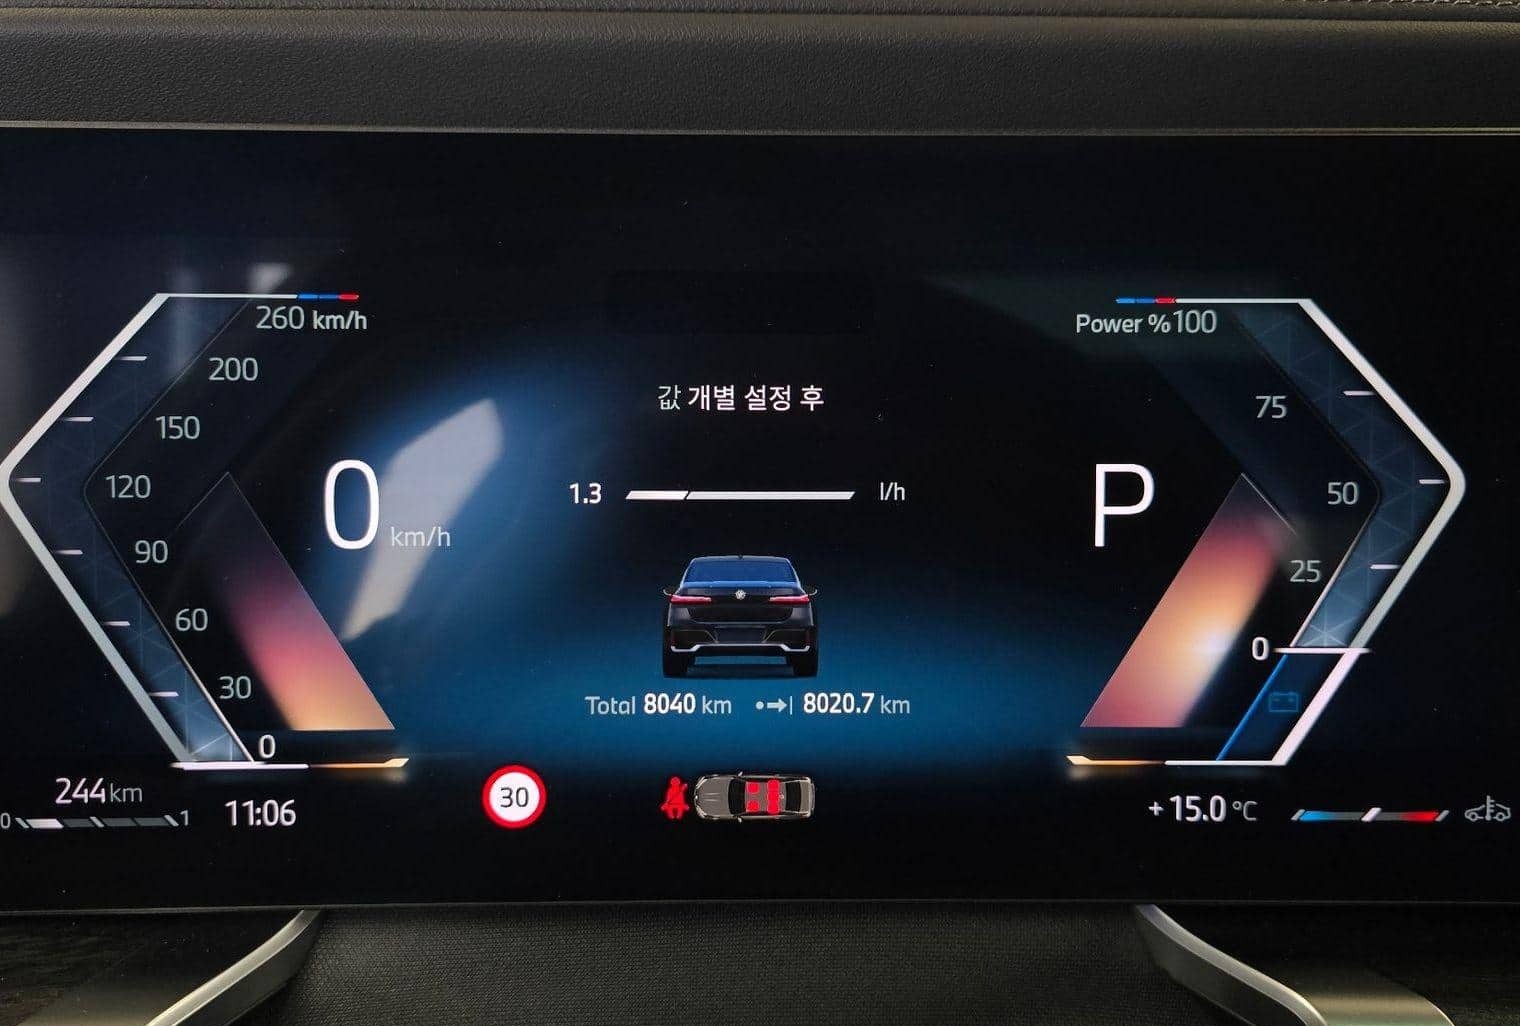 260 km/h
200
150
120
90
60
30
0
0 km/h
값 개별 설정 후
1.3 l/h
Total 8040 km 8020.7 km
Power %100
75
50
25
0
P
244 km
0 1
11:06
30
+15.0 °C